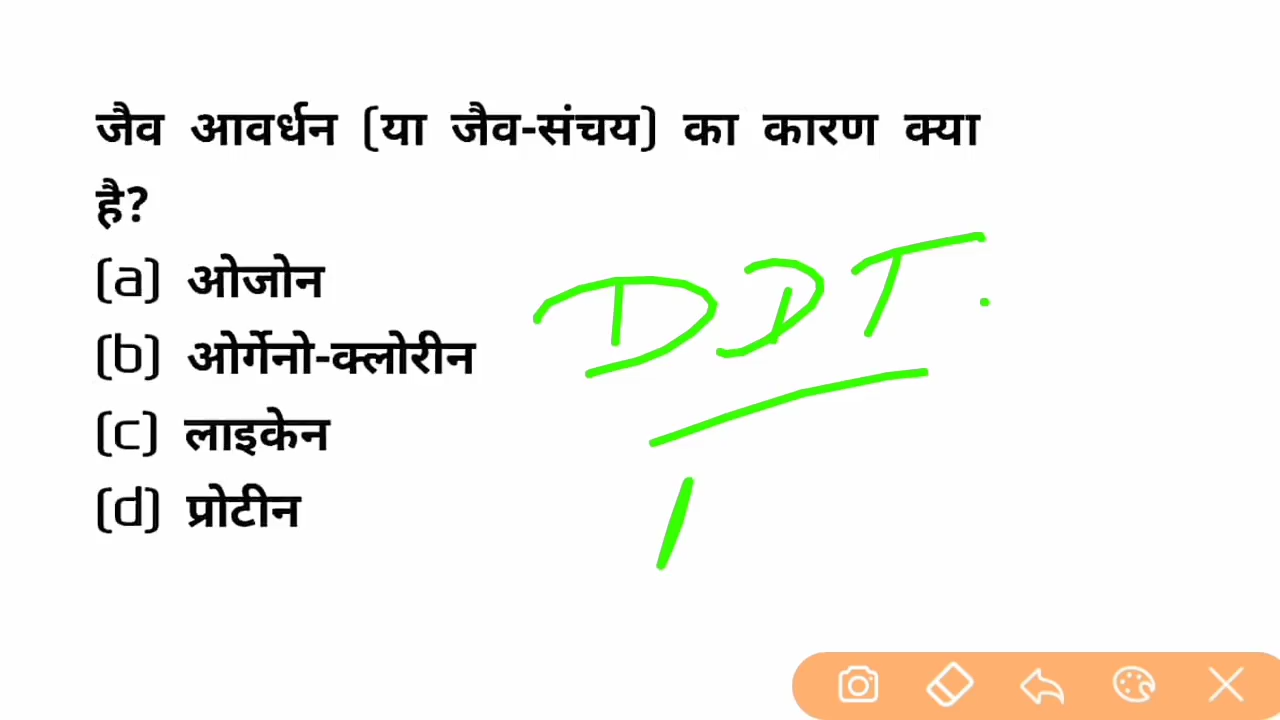 जैव आवर्धन (या जैव-संचय) का कारण क्या
है?
(a) ओजोन
(b) ओर्गेनो-क्लोरीन
(c) लाइकेन
(d) प्रोटीन
DDT.